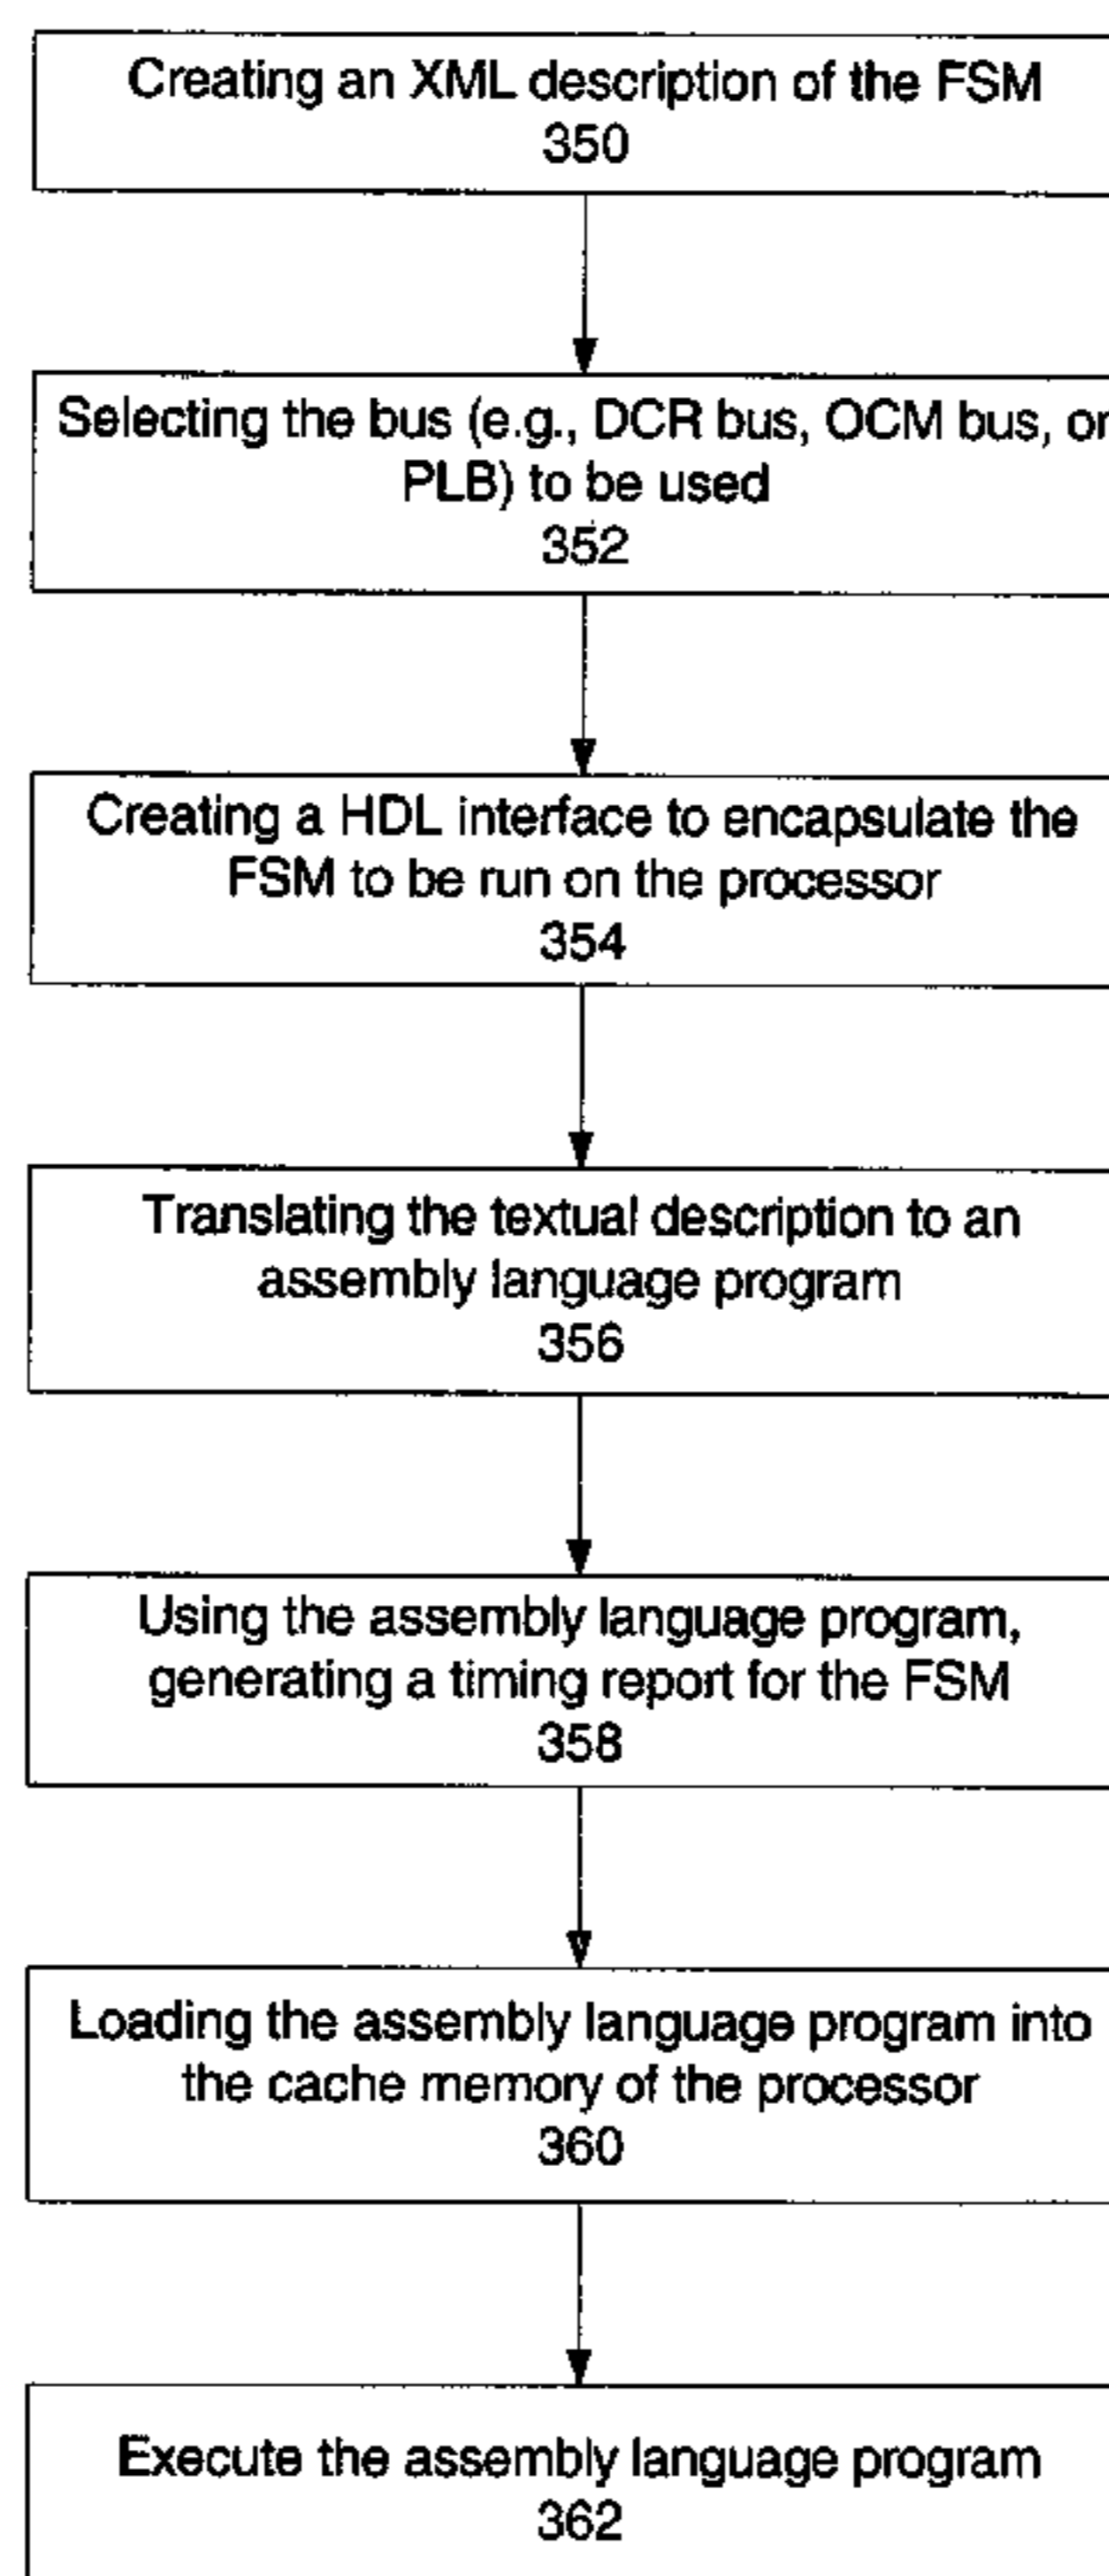 Creating an XML description of the FSM
350
Selecting the bus (e.g., DCR bus, OCM bus, or
PLB) to be used
352
Creating a HDL interface to encapsulate the
FSM to be run on the processor
354
Translating the textual description to an
assembly language program
356
Using the assembly language program,
generating a timing report for the FSM
358
Loading the assembly language program into
the cache memory of the processor
360
Execute the assembly language program
362